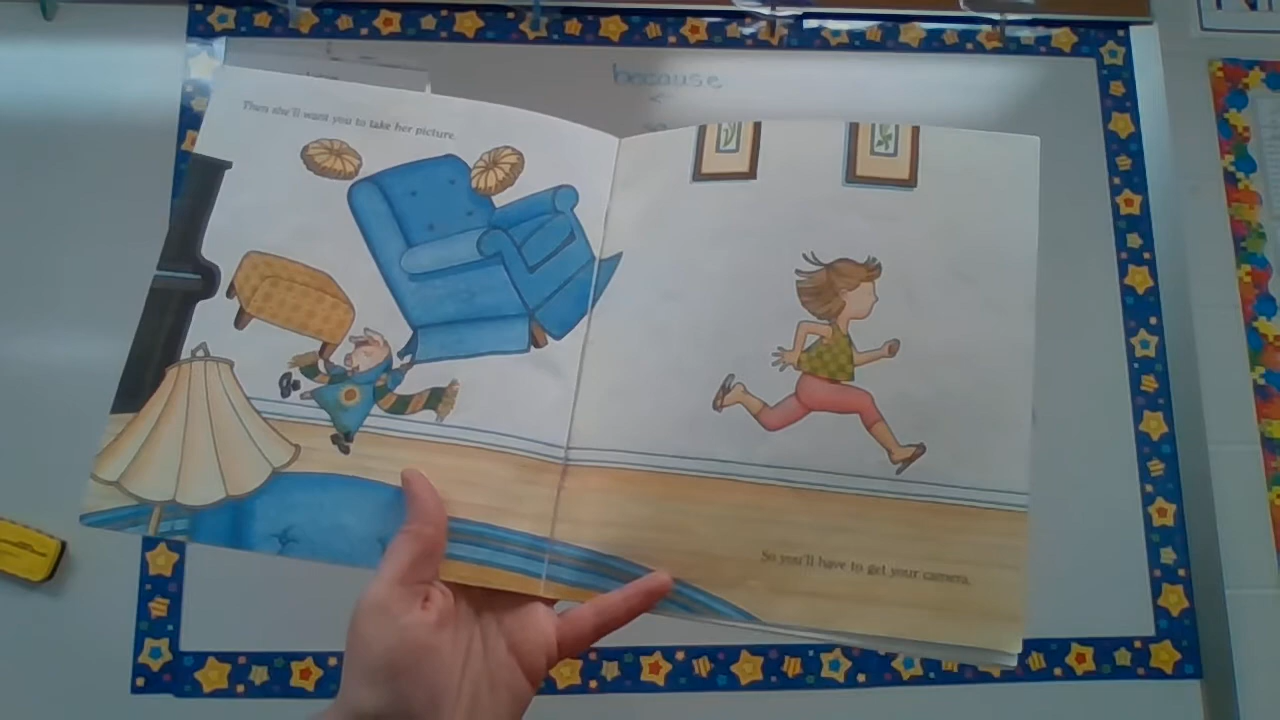 because
Then she'll want you to take her picture.
So you'll have to get your camera.